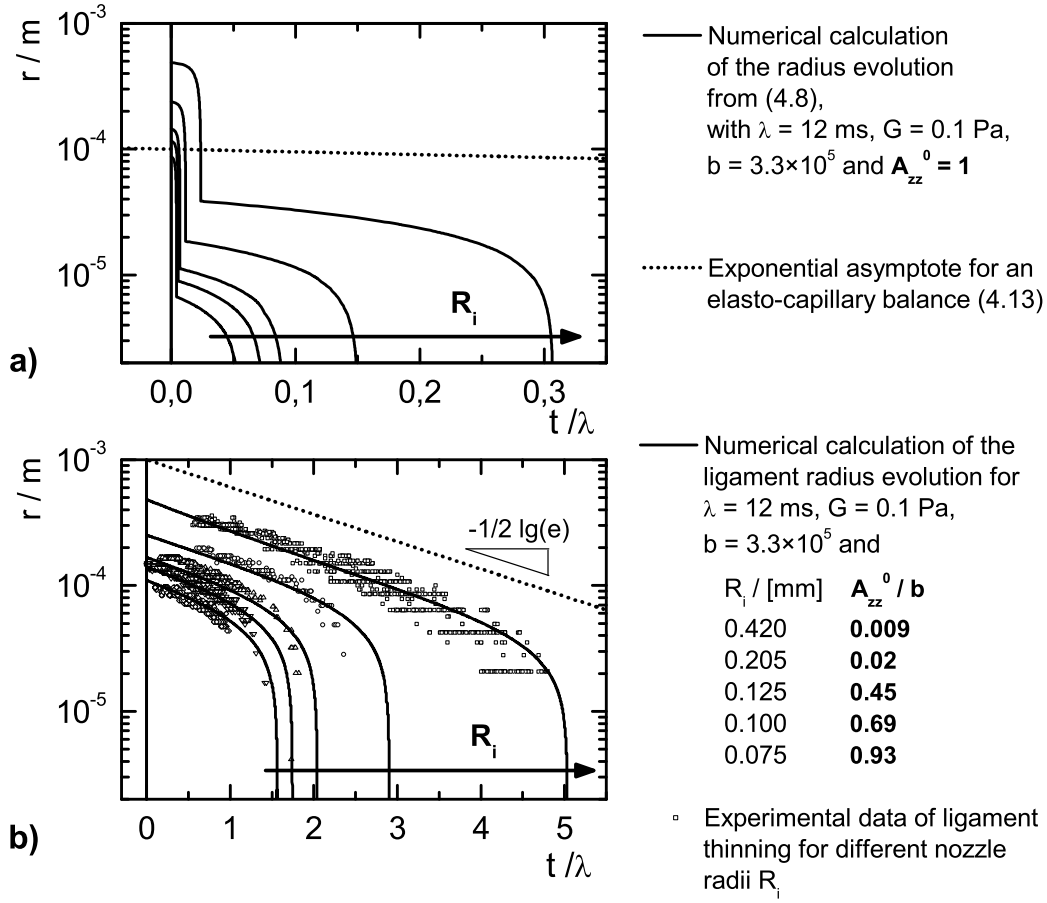 10⁻³
10⁻⁴
10⁻⁵
r / m
0,0 0,1 0,2 0,3
t /λ
Rᵢ
a)
Numerical calculation
of the radius evolution
from (4.8),
with λ = 12 ms, G = 0.1 Pa,
b = 3.3×10⁵ and A_zz⁰ = 1
Exponential asymptote for an
elasto-capillary balance (4.13)
10⁻³
10⁻⁴
10⁻⁵
r / m
-1/2 lg(e)
Rᵢ
0 1 2 3 4 5
t /λ
b)
Numerical calculation of the
ligament radius evolution for
λ = 12 ms, G = 0.1 Pa,
b = 3.3×10⁵ and
Rᵢ / [mm] A_zz⁰ / b
0.420 0.009
0.205 0.02
0.125 0.45
0.100 0.69
0.075 0.93
Experimental data of ligament
thinning for different nozzle
radii Rᵢ